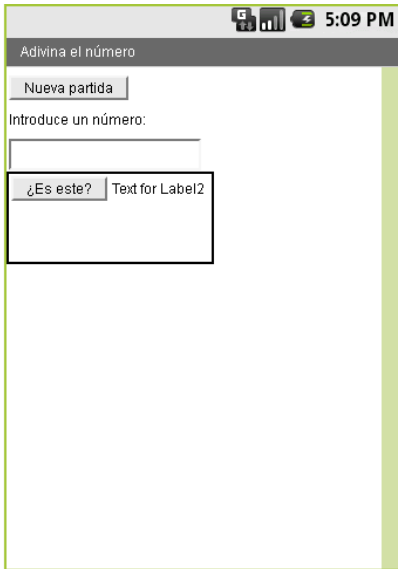 5:09 PM
Adivina el número
Nueva partida
Introduce un número:
¿Es este? Text for Label2